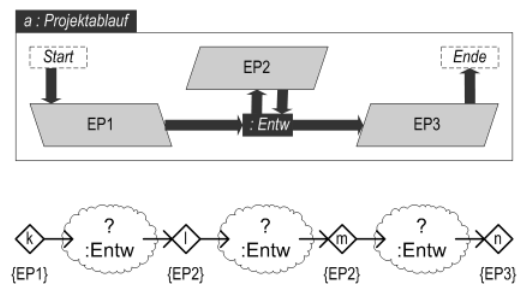 a : Projektablauf
Start
EP2
Ende
EP1
: Entw
EP3
? ? ?
k :Entw l :Entw m :Entw n
{EP1} {EP2} {EP2} {EP3}